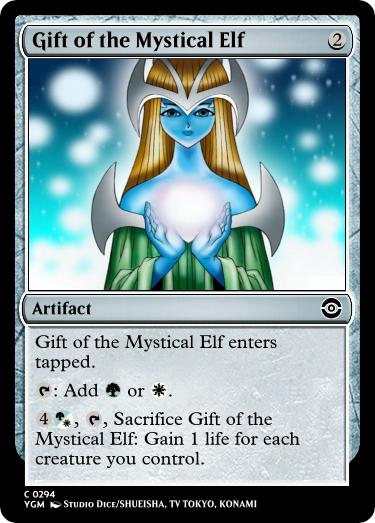 Gift of the Mystical Elf 2
Artifact
Gift of the Mystical Elf enters
tapped.
: Add or .
4 , , Sacrifice Gift of the
Mystical Elf: Gain 1 life for each
creature you control.
C 0294
YGM STUDIO DICE/SHUEISHA, TV TOKYO, KONAMI